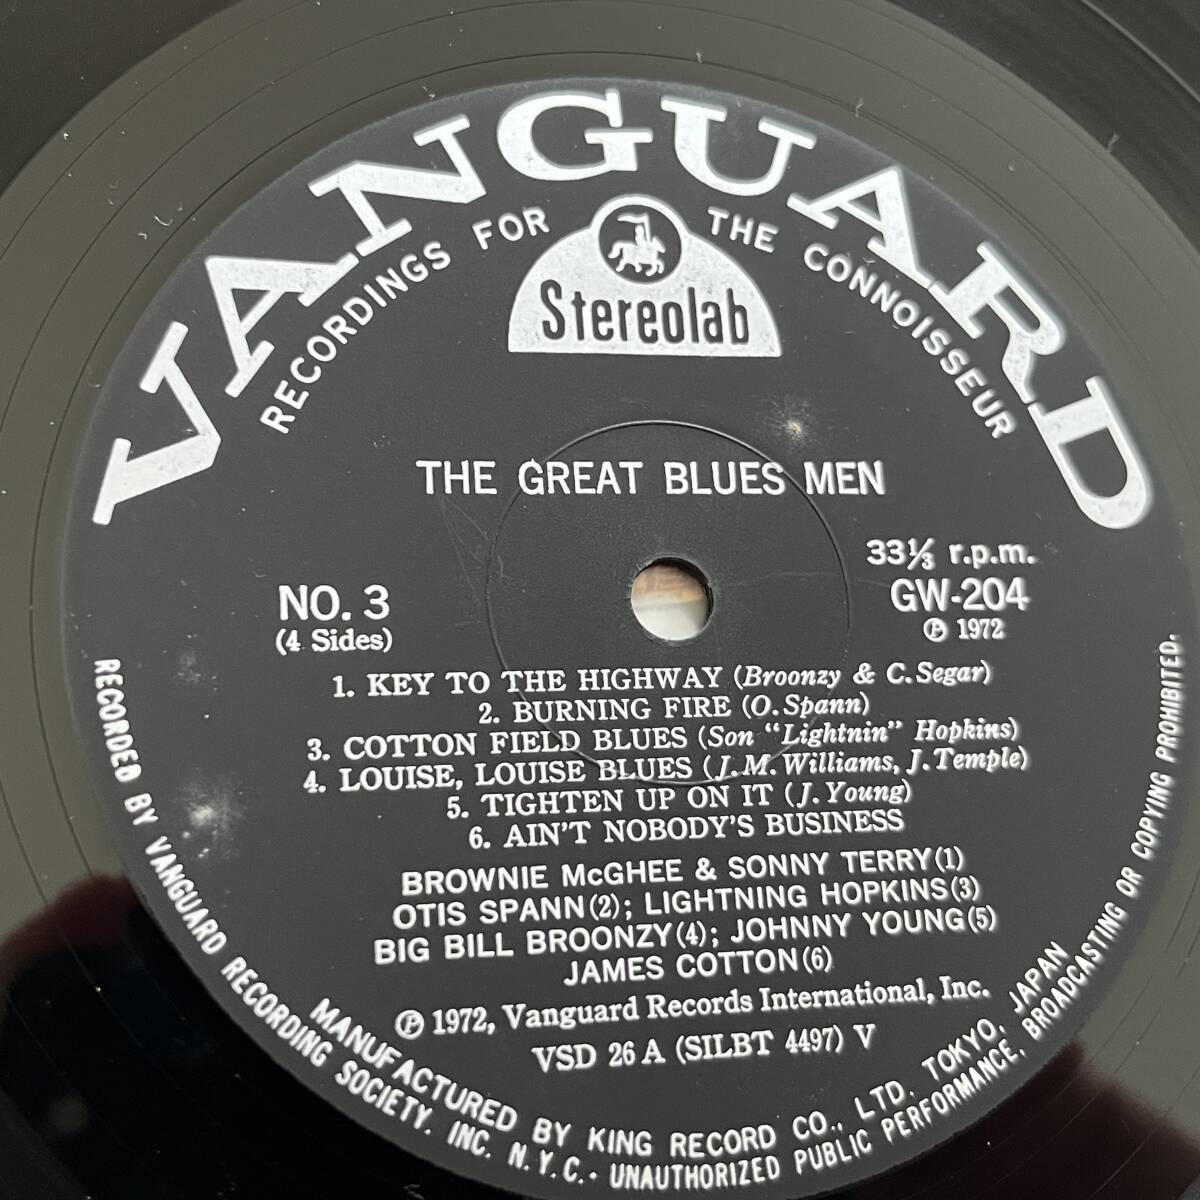 VANGUARD
RECORDINGS FOR THE CONNOISSEUR
Stereolab
THE GREAT BLUES MEN
33⅓ r.p.m.
GW-204
℗ 1972
NO. 3
(4 Sides)
1. KEY TO THE HIGHWAY (Broonzy & C. Segar)
2. BURNING FIRE (O. Spann)
3. COTTON FIELD BLUES (Son "Lightnin" Hopkins)
4. LOUISE, LOUISE BLUES (J. M. Williams, J. Temple)
5. TIGHTEN UP ON IT (J. Young)
6. AIN'T NOBODY'S BUSINESS
BROWNIE McGHEE & SONNY TERRY(1)
OTIS SPANN(2); LIGHTNING HOPKINS(3)
BIG BILL BROONZY(4); JOHNNY YOUNG(5)
JAMES COTTON(6)
℗ 1972, Vanguard Records International, Inc.
VSD 26 A (SILBT 4497) V
MANUFACTURED BY KING RECORD CO., LTD. TOKYO, JAPAN
RECORDED BY VANGUARD RECORDING SOCIETY. INC. N.Y.C.· UNAUTHORIZED PUBLIC PERFORMANCE, BROADCASTING OR COPYING PROHIBITED.